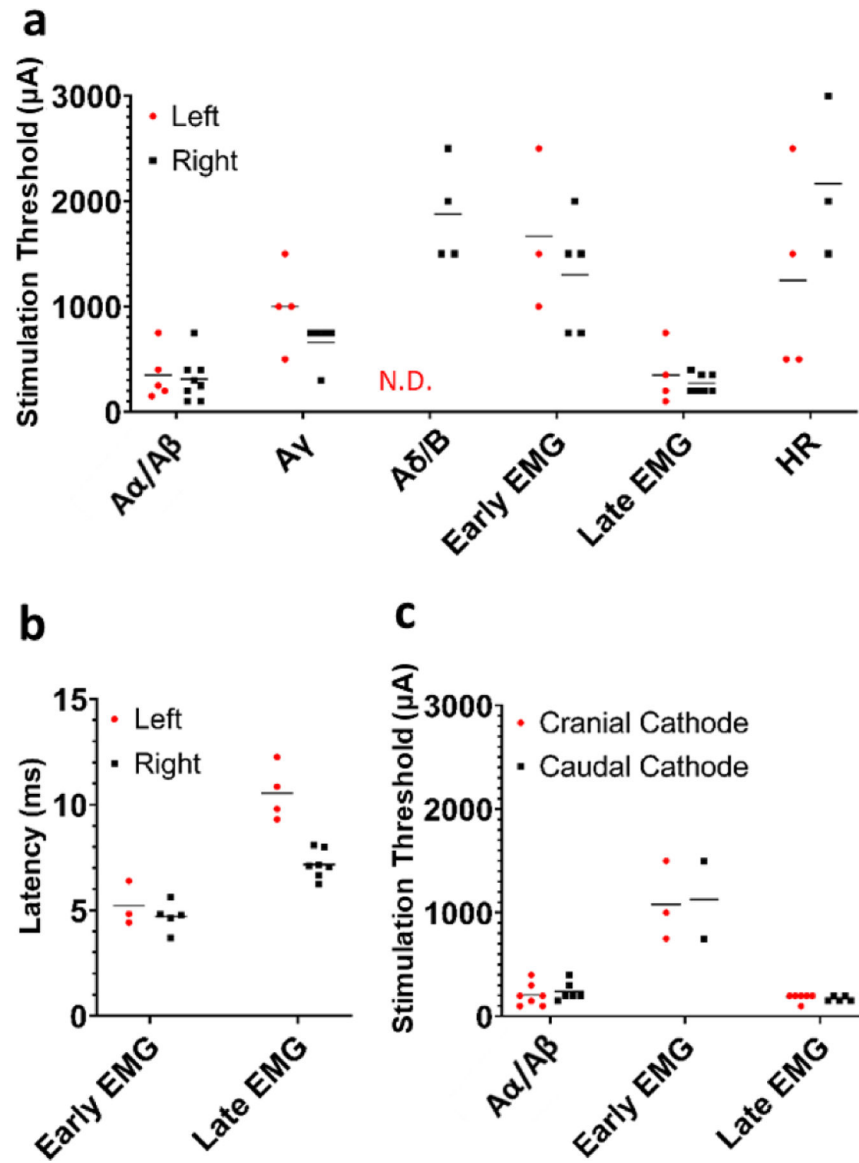 a
Stimulation Threshold (µA)
3000
2000
1000
0
Left
Right
N.D.
Aα/Aβ
Aγ
Aδ/B
Early EMG
Late EMG
HR
b
Latency (ms)
15
10
5
0
Left
Right
Early EMG
Late EMG
c
Stimulation Threshold (µA)
3000
2000
1000
0
Cranial Cathode
Caudal Cathode
Aα/Aβ
Early EMG
Late EMG